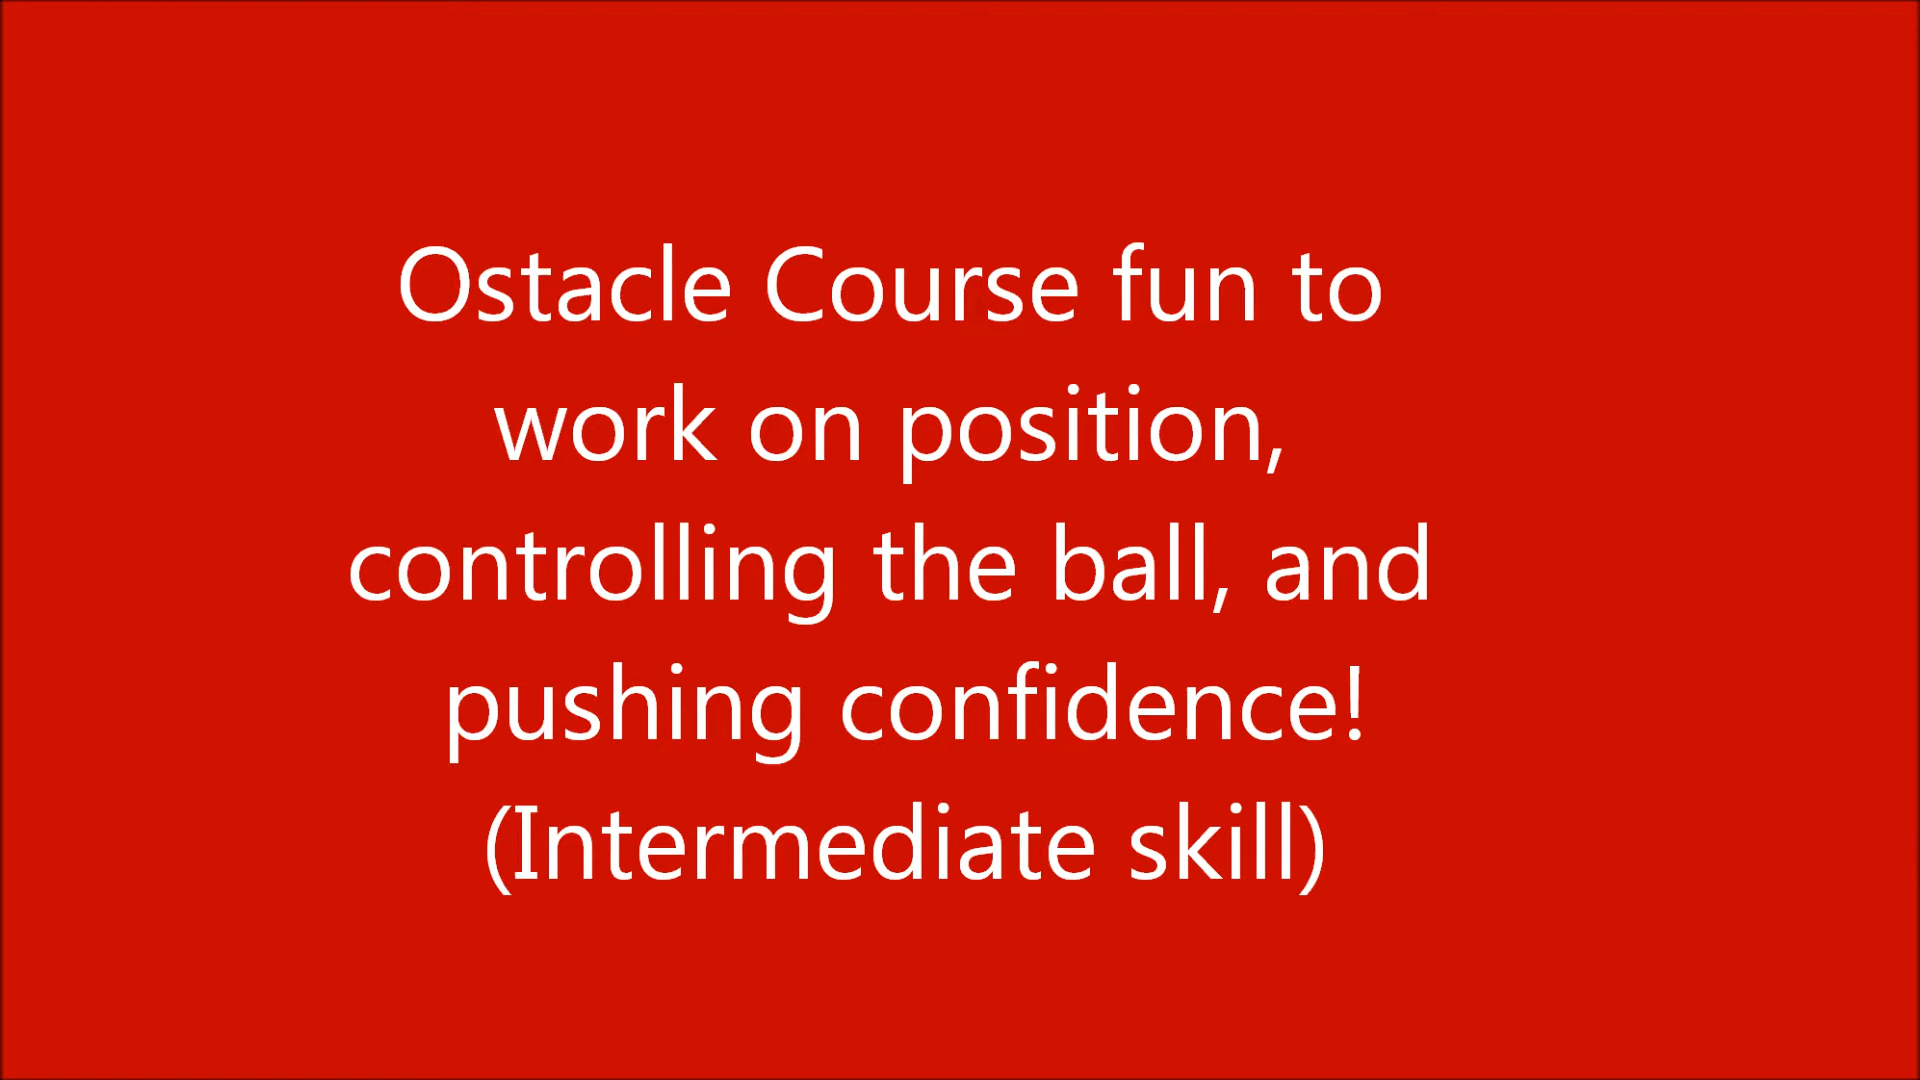 Ostacle Course fun to
work on position,
controlling the ball, and
pushing confidence!
(Intermediate skill)